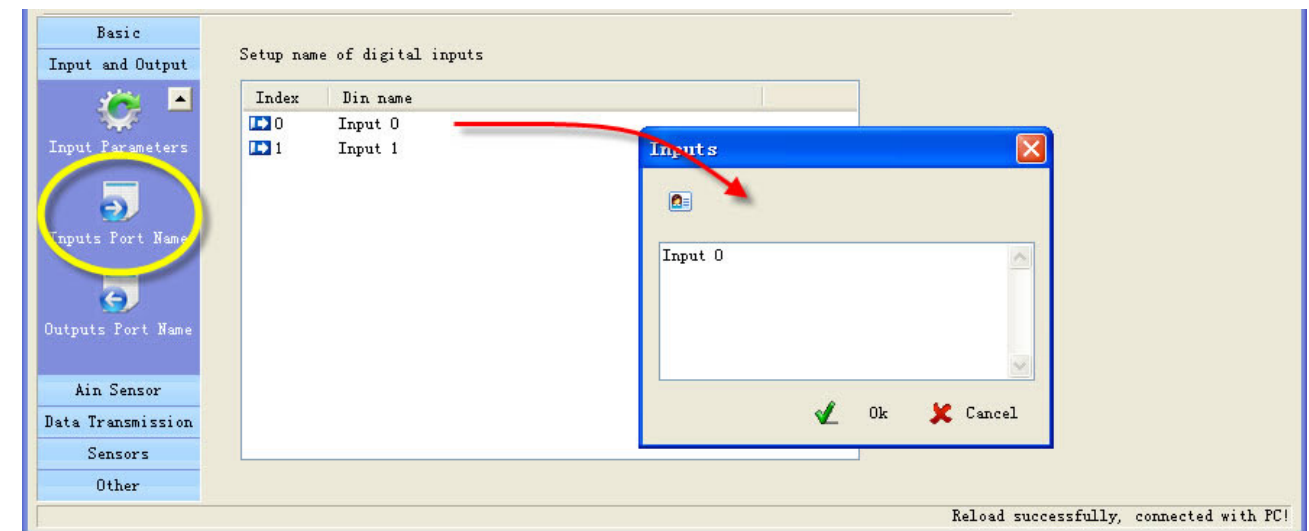 Basic
Input and Output
Input Parameters
Inputs Port Name
Outputs Port Name
Ain Sensor
Data Transmission
Sensors
Other
Setup name of digital inputs
Index Din name
0 Input 0
1 Input 1
Inputs
Input 0
Ok Cancel
Reload successfully, connected with PC!